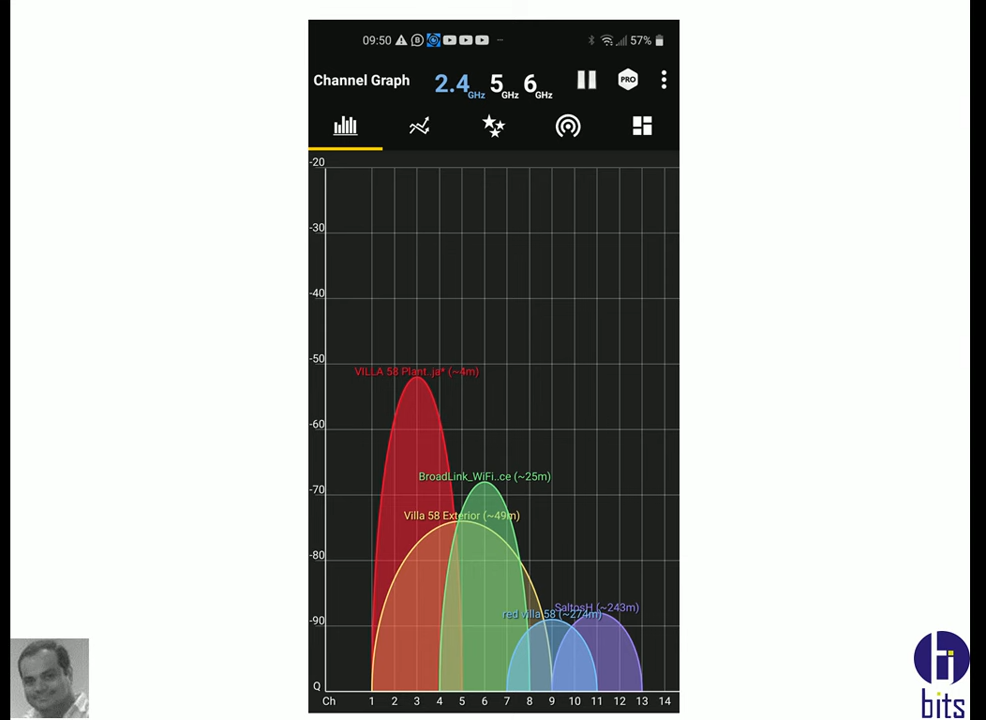 09:50 57%
Channel Graph 2.4 GHz 5 GHz 6 GHz PRO
-20
-30
-40
-50
VILLA 58 Plant..ja* (~4m)
-60
BroadLink_WiFi..ce (~25m)
-70
Villa 58 Exterior (~49m)
-80
SaltosH (~243m)
red villa 58 (~274m)
-90
Q
Ch 1 2 3 4 5 6 7 8 9 10 11 12 13 14
hi
bits